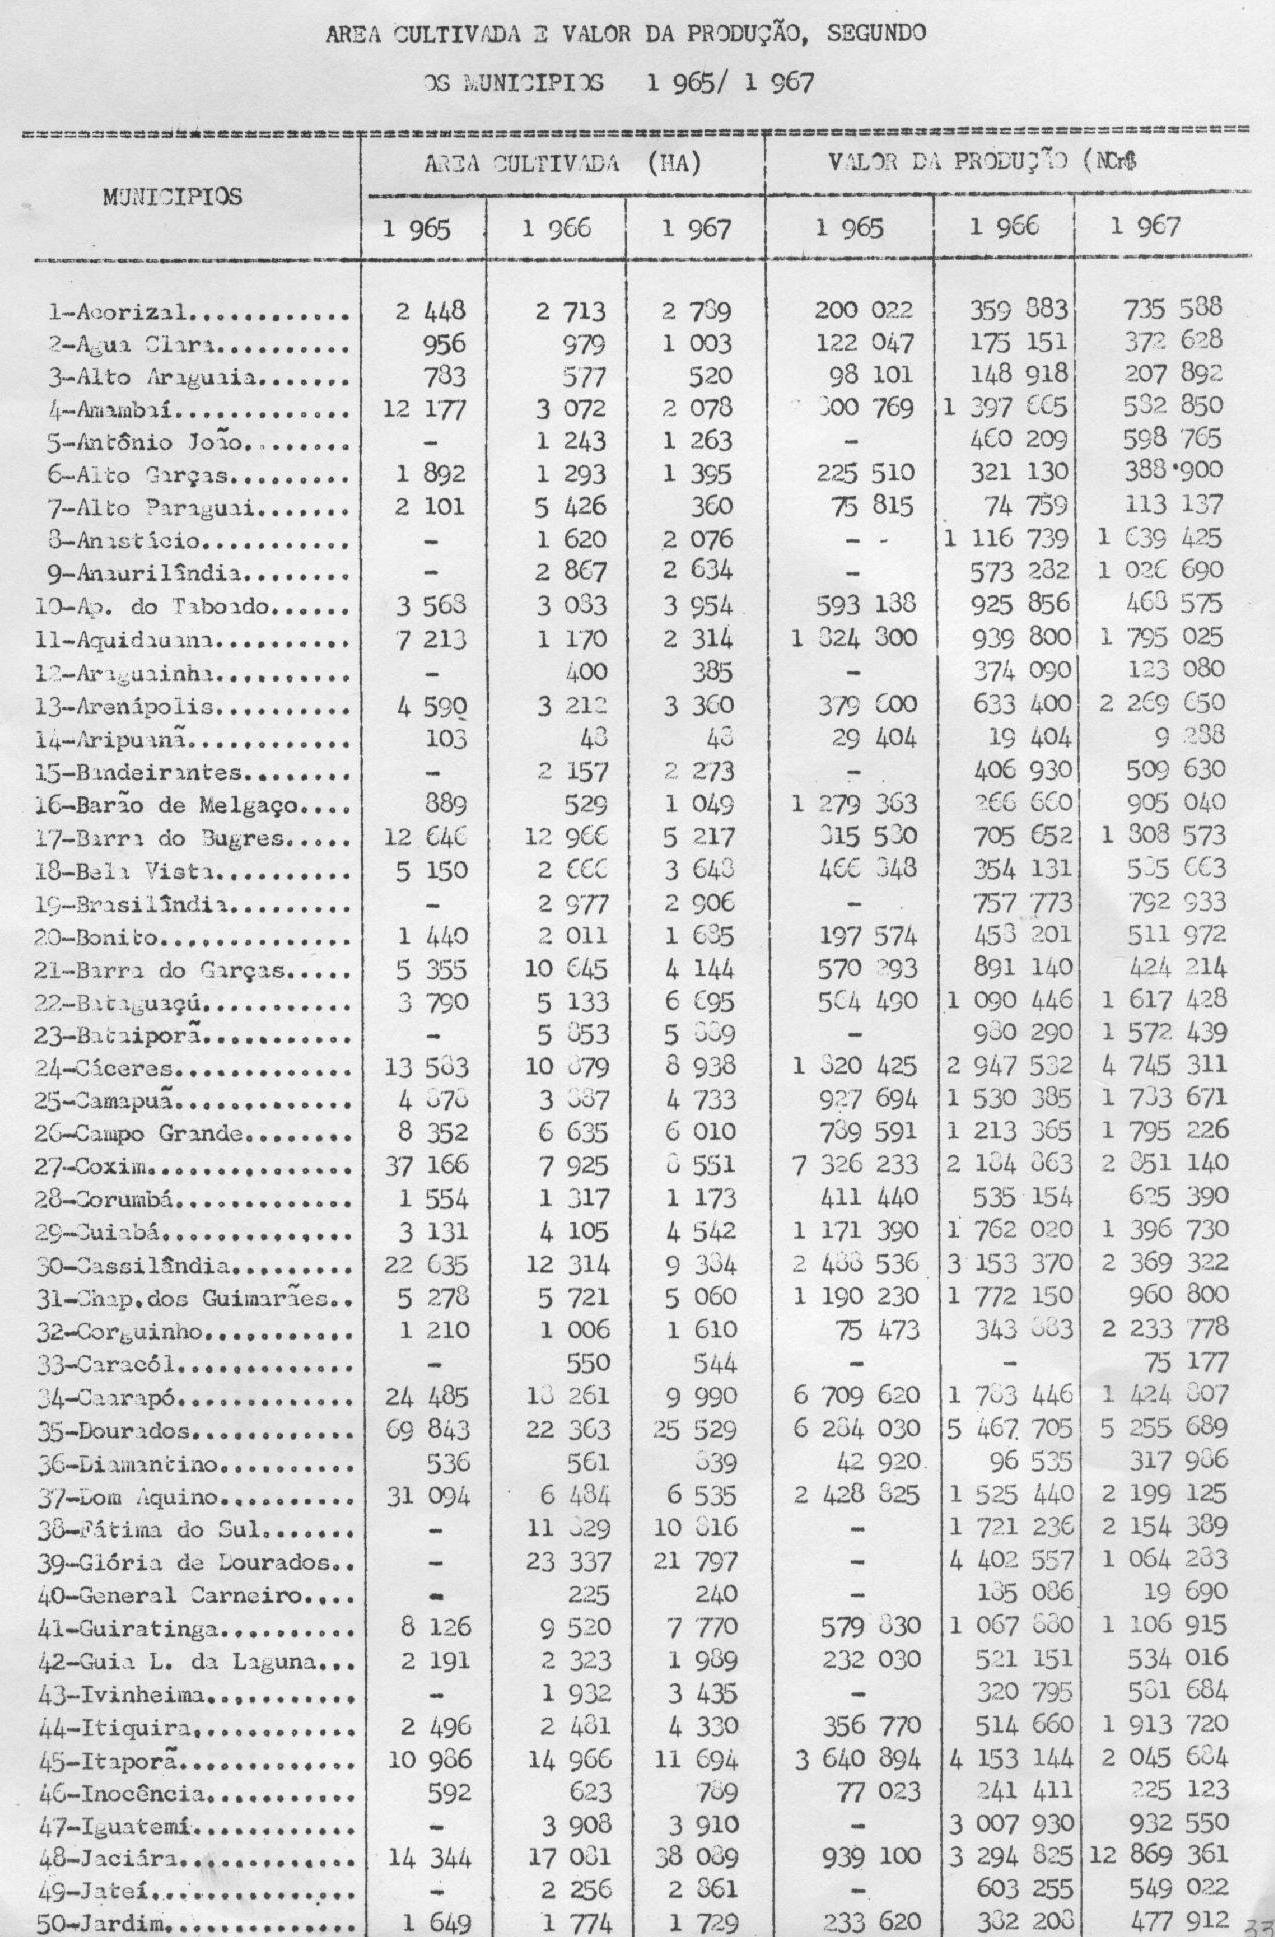 AREA CULTIVADA E VALOR DA PRODUÇÃO, SEGUNDO
OS MUNICIPIOS 1 965/ 1 967
MUNICIPIOS AREA CULTIVADA (HA) VALOR DA PRODUÇÃO (NCr$
1 965 1 966 1 967 1 965 1 966 1 967
1-Acorizal............ 2 448 2 713 2 789 200 022 359 883 735 588
2-Agua Clara.......... 956 979 1 003 122 047 175 151 372 628
3-Alto Araguaia....... 783 577 520 98 101 148 918 207 892
4-Amambaí............. 12 177 3 072 2 078 800 769 1 397 665 582 850
5-Antônio João........ - 1 243 1 263 - 460 209 598 765
6-Alto Garças......... 1 892 1 293 1 395 225 510 321 130 388 900
7-Alto Paraguai....... 2 101 5 426 360 75 815 74 759 113 137
8-Anastício........... - 1 620 2 076 - - 1 116 739 1 639 425
9-Anaurilândia........ - 2 867 2 634 - 573 282 1 026 690
10-Ap. do Taboado...... 3 568 3 083 3 954 593 188 925 856 468 575
11-Aquidauana.......... 7 213 1 170 2 314 1 824 800 939 800 1 795 025
12-Araguainha.......... - 400 385 - 374 090 123 080
13-Arenápolis.......... 4 590 3 212 3 360 379 600 633 400 2 269 650
14-Aripuanã............ 103 48 48 29 404 19 404 9 288
15-Bandeirantes........ - 2 157 2 273 - 406 930 509 630
16-Barão de Melgaço.... 889 529 1 049 1 279 363 266 660 905 040
17-Barra do Bugres..... 12 646 12 966 5 217 815 580 705 652 1 808 573
18-Bela Vista.......... 5 150 2 666 3 648 466 848 354 131 585 663
19-Brasilândia......... - 2 977 2 906 - 757 773 792 933
20-Bonito.............. 1 440 2 011 1 685 197 574 458 201 511 972
21-Barra do Garças..... 5 355 10 645 4 144 570 293 891 140 424 214
22-Bataguaçú........... 3 790 5 133 6 695 564 490 1 090 446 1 617 428
23-Bataiporã........... - 5 853 5 889 - 980 290 1 572 439
24-Cáceres............. 13 583 10 879 8 938 1 820 425 2 947 532 4 745 311
25-Camapuã............. 4 878 3 887 4 733 927 694 1 530 385 1 783 671
26-Campo Grande........ 8 352 6 635 6 010 789 591 1 213 365 1 795 226
27-Coxim............... 37 166 7 925 8 551 7 326 233 2 184 863 2 851 140
28-Corumbá............. 1 554 1 317 1 173 411 440 535 154 625 390
29-Cuiabá.............. 3 131 4 105 4 542 1 171 390 1 762 020 1 396 730
30-Cassilândia......... 22 635 12 314 9 384 2 488 536 3 153 370 2 369 322
31-Chap.dos Guimarães.. 5 278 5 721 5 060 1 190 230 1 772 150 960 800
32-Corguinho........... 1 210 1 006 1 610 75 473 343 883 2 233 778
33-Caracól............. - 550 544 - - 75 177
34-Caarapó............. 24 485 18 261 9 990 6 709 620 1 783 446 1 424 807
35-Dourados............ 69 843 22 363 25 529 6 284 030 5 467 705 5 255 689
36-Diamantino.......... 536 561 839 42 920 96 535 317 986
37-Dom Aquino.......... 31 094 6 484 6 535 2 428 825 1 525 440 2 199 125
38-Fátima do Sul....... - 11 829 10 816 - 1 721 236 2 154 389
39-Glória de Dourados.. - 23 337 21 797 - 4 402 557 1 064 283
40-General Carneiro.... - 225 240 - 185 086 19 690
41-Guiratinga.......... 8 126 9 520 7 770 579 830 1 067 880 1 106 915
42-Guia L. da Laguna... 2 191 2 323 1 989 232 030 521 151 534 016
43-Ivinheima........... - 1 932 3 435 - 320 795 581 684
44-Itiquira............ 2 496 2 481 4 330 356 770 514 660 1 913 720
45-Itaporã............. 10 986 14 966 11 694 3 640 894 4 153 144 2 045 684
46-Inocência........... 592 623 789 77 023 241 411 225 123
47-Iguatemí............ - 3 908 3 910 - 3 007 930 932 550
48-Jaciára............. 14 344 17 081 38 089 939 100 3 294 825 12 869 361
49-Jateí............... - 2 256 2 861 - 603 255 549 022
50-Jardim.............. 1 649 1 774 1 729 233 620 382 208 477 912
33